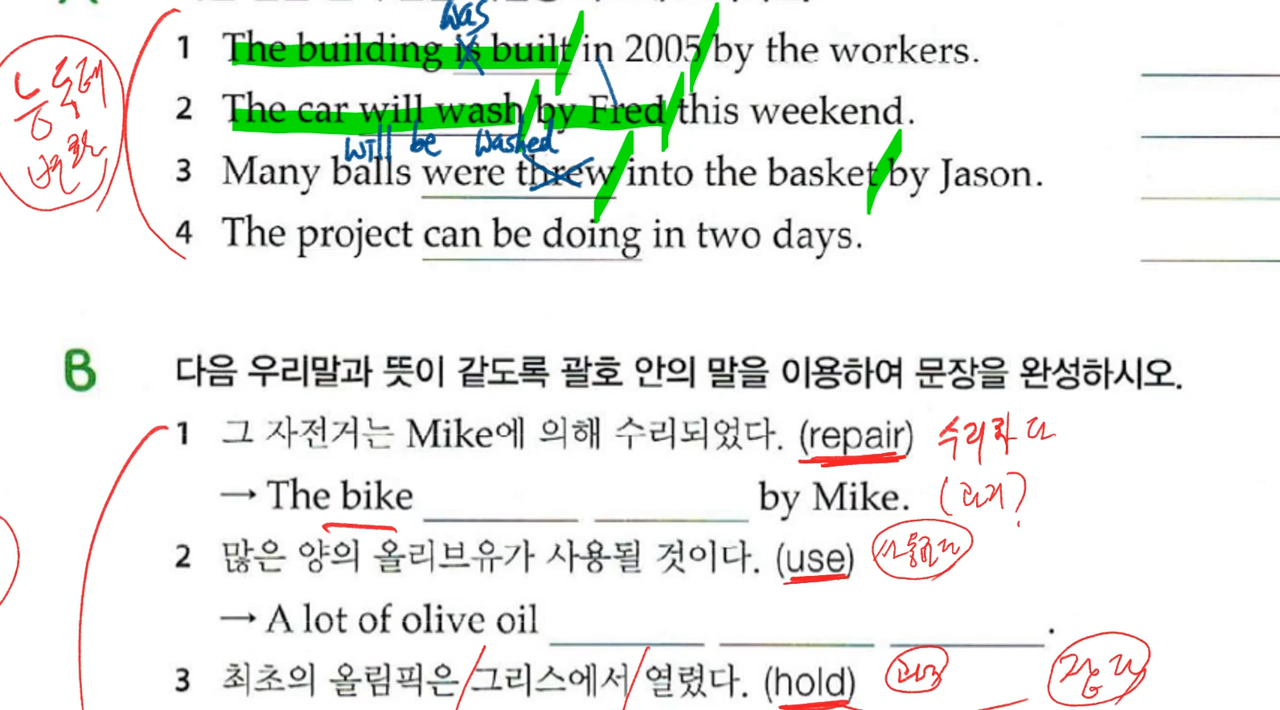 was
1 The building is built in 2005 by the workers.
2 The car will wash by Fred this weekend.
will be washed
3 Many balls were threw into the basket by Jason.
4 The project can be doing in two days.
능동태
변환
B 다음 우리말과 뜻이 같도록 괄호 안의 말을 이용하여 문장을 완성하시오.
1 그 자전거는 Mike에 의해 수리되었다. (repair) 수리하다
→ The bike by Mike. (과거?)
2 많은 양의 올리브유가 사용될 것이다. (use)
→ A lot of olive oil .
3 최초의 올림픽은 그리스에서 열렸다. (hold) 과거